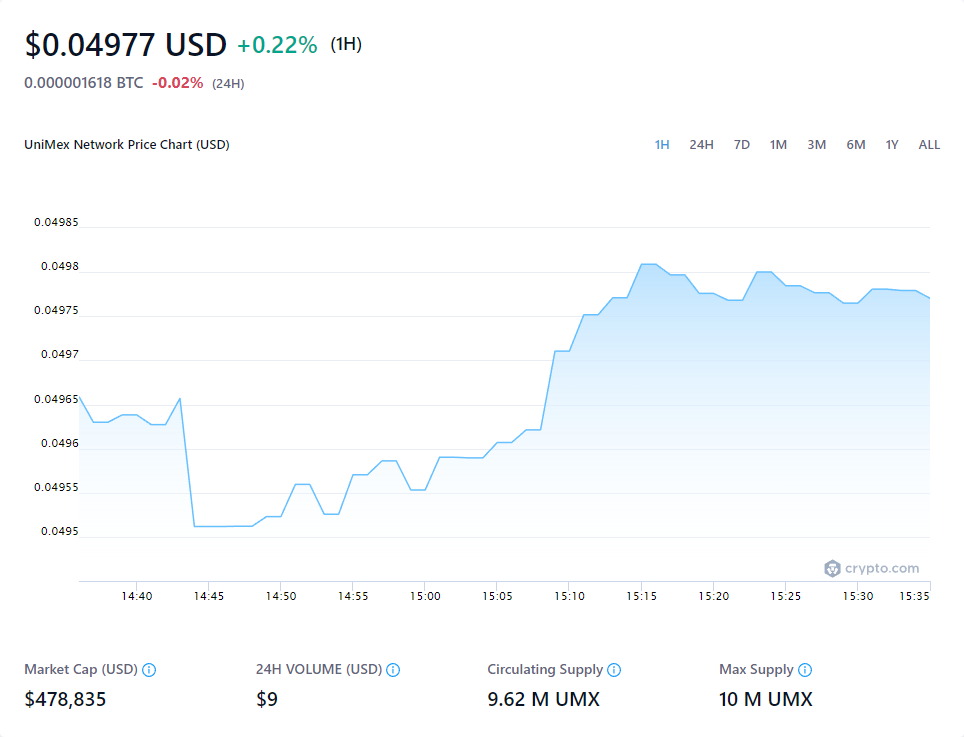 $0.04977 USD +0.22% (1H)
0.000001618 BTC -0.02% (24H)
UniMex Network Price Chart (USD) 1H 24H 7D 1M 3M 6M 1Y ALL
0.04985
0.0498
0.04975
0.0497
0.04965
0.0496
0.04955
0.0495
crypto.com
14:40 14:45 14:50 14:55 15:00 15:05 15:10 15:15 15:20 15:25 15:30 15:35
Market Cap (USD) 24H VOLUME (USD) Circulating Supply Max Supply
$478,835 $9 9.62 M UMX 10 M UMX